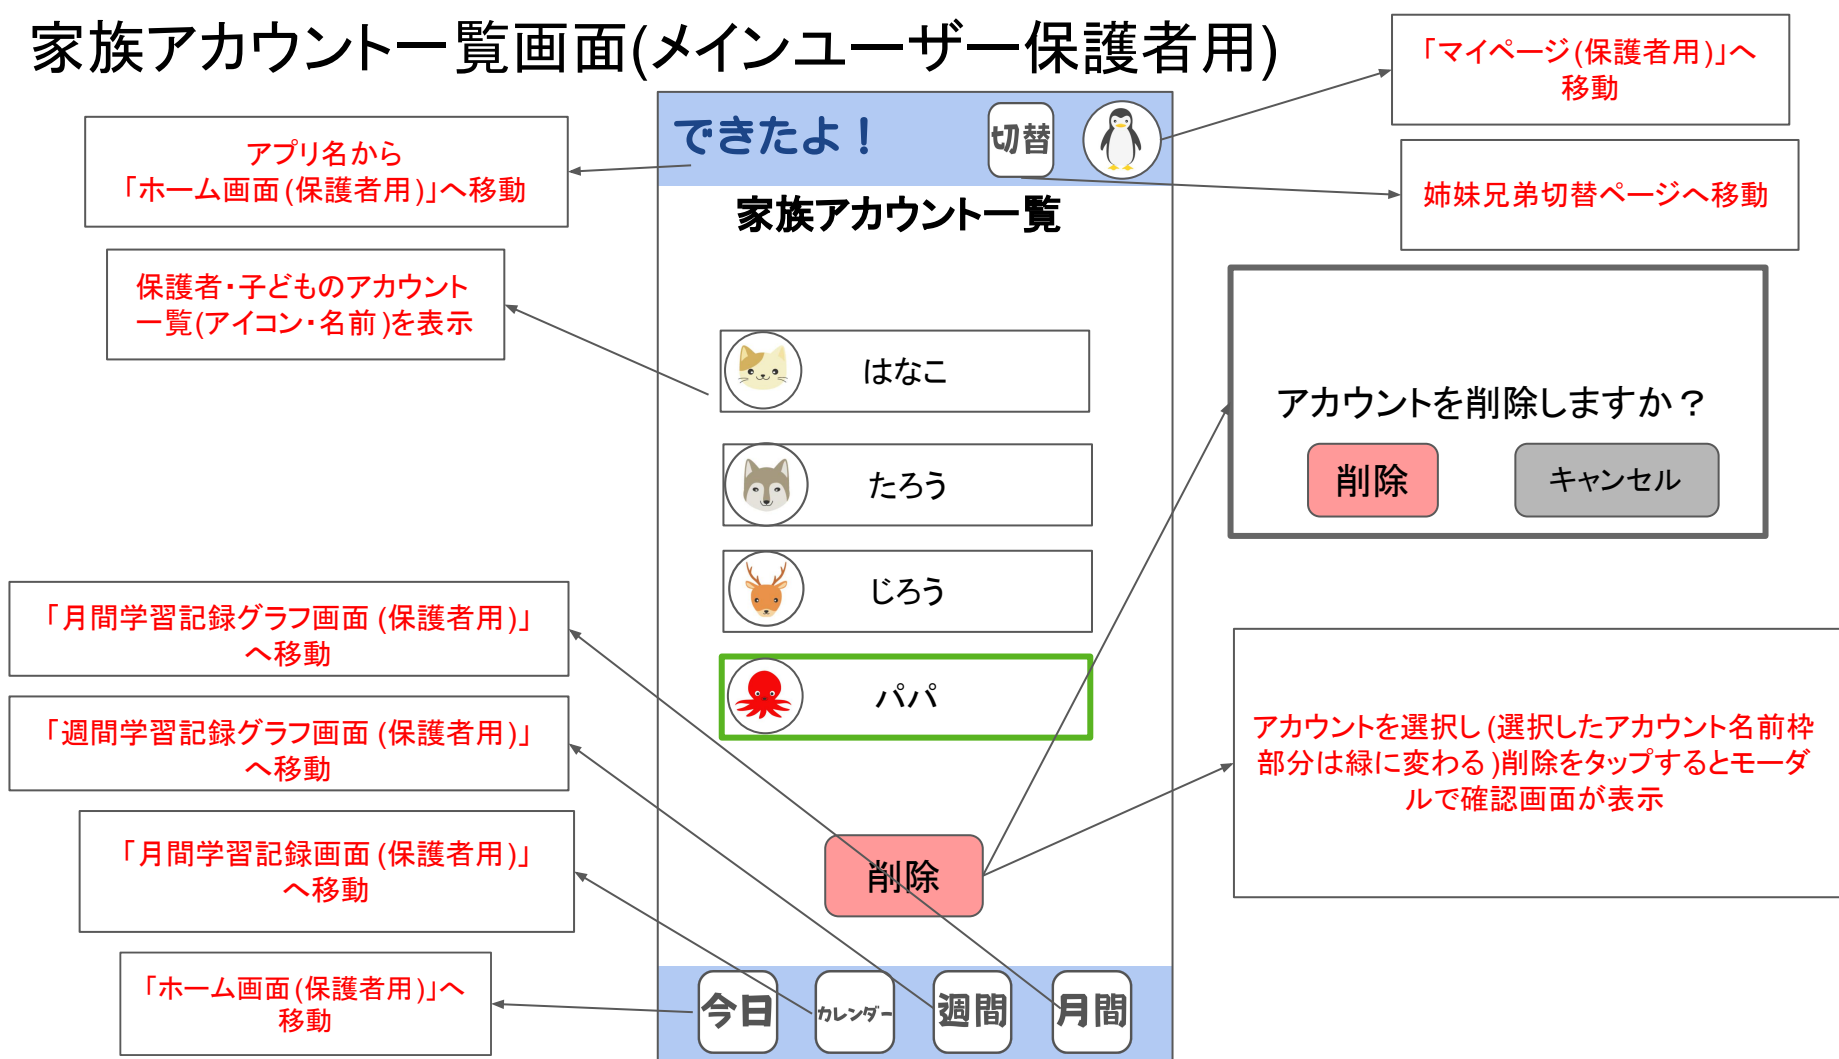 家族アカウント一覧画面(メインユーザー保護者用)
「マイページ(保護者用)」へ
移動
アプリ名から
「ホーム画面(保護者用)」へ移動
できたよ！
切替
姉妹兄弟切替ページへ移動
家族アカウント一覧
保護者・子どものアカウント
一覧(アイコン・名前)を表示
はなこ
たろう
じろう
パパ
アカウントを削除しますか？
削除
キャンセル
「月間学習記録グラフ画面(保護者用)」
へ移動
「週間学習記録グラフ画面(保護者用)」
へ移動
「月間学習記録画面(保護者用)」
へ移動
「ホーム画面(保護者用)」へ
移動
アカウントを選択し(選択したアカウント名前枠
部分は緑に変わる)削除をタップするとモーダ
ルで確認画面が表示
削除
今日
カレンダー
週間
月間